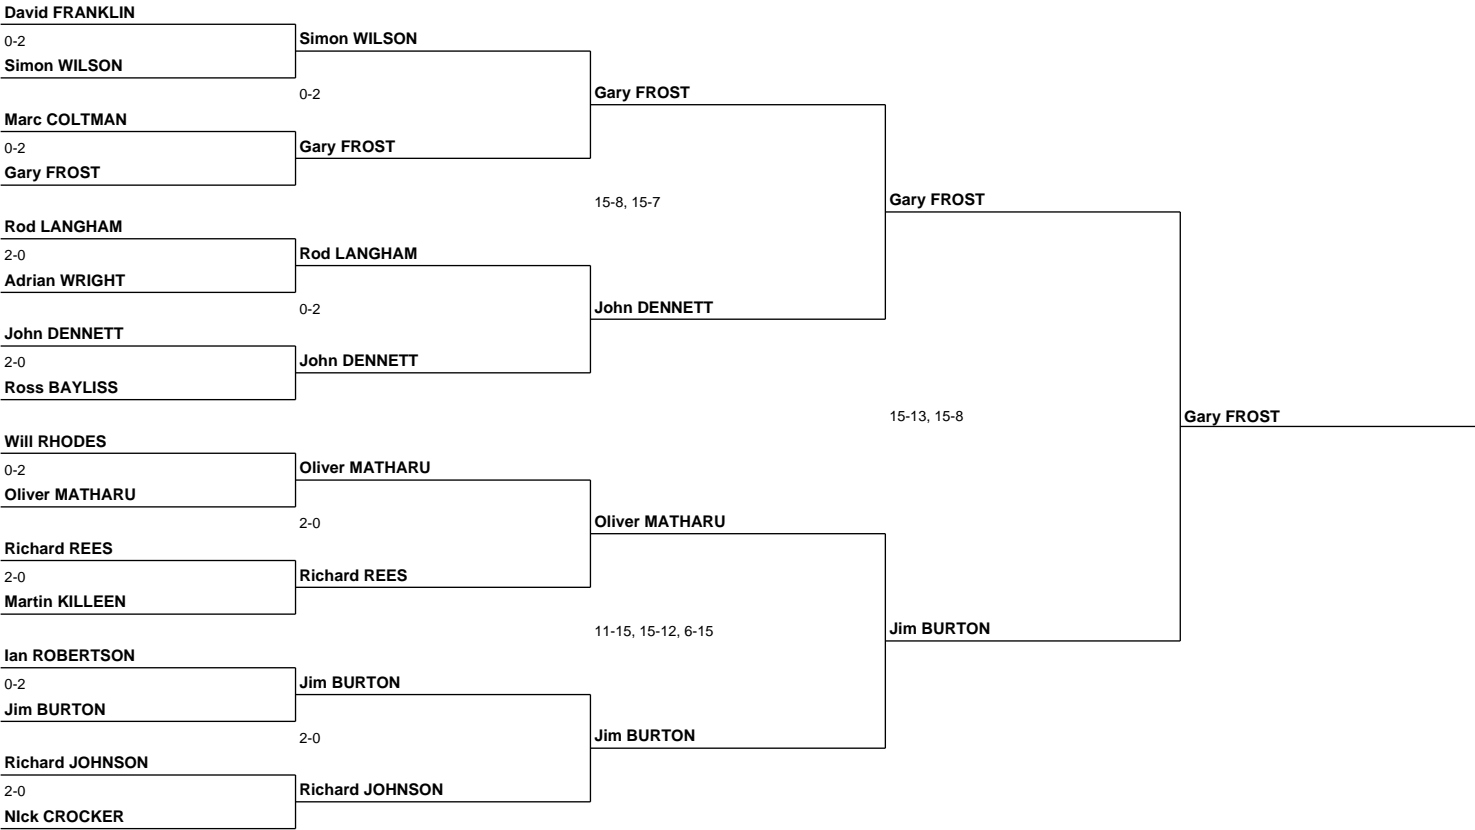 David FRANKLIN
0-2
Simon WILSON
Marc COLTMAN
0-2
Gary FROST
Rod LANGHAM
2-0
Adrian WRIGHT
John DENNETT
2-0
Ross BAYLISS
Will RHODES
0-2
Oliver MATHARU
Richard REES
2-0
Martin KILLEEN
Ian ROBERTSON
0-2
Jim BURTON
Richard JOHNSON
2-0
NIck CROCKER
Simon WILSON
0-2
Gary FROST
Rod LANGHAM
0-2
John DENNETT
Oliver MATHARU
2-0
Richard REES
Jim BURTON
2-0
Richard JOHNSON
Gary FROST
15-8, 15-7
John DENNETT
Oliver MATHARU
11-15, 15-12, 6-15
Jim BURTON
Gary FROST
15-13, 15-8
Jim BURTON
Gary FROST